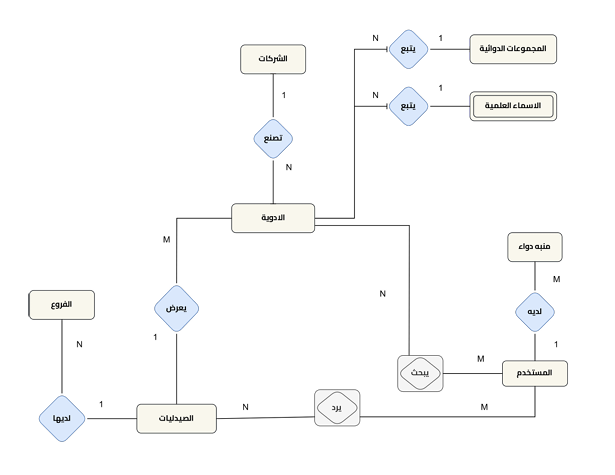 N
يتبع
1
المجموعات الدوائية
الشركات
N
يتبع
1
الاسماء العلمية
1
تصنع
N
الادوية
M
منبه دواء
M
N
الفروع
يعرض
لديه
1
N
1
يبحث
M
المستخدم
1
N
يرد
M
لديها
الصيدليات